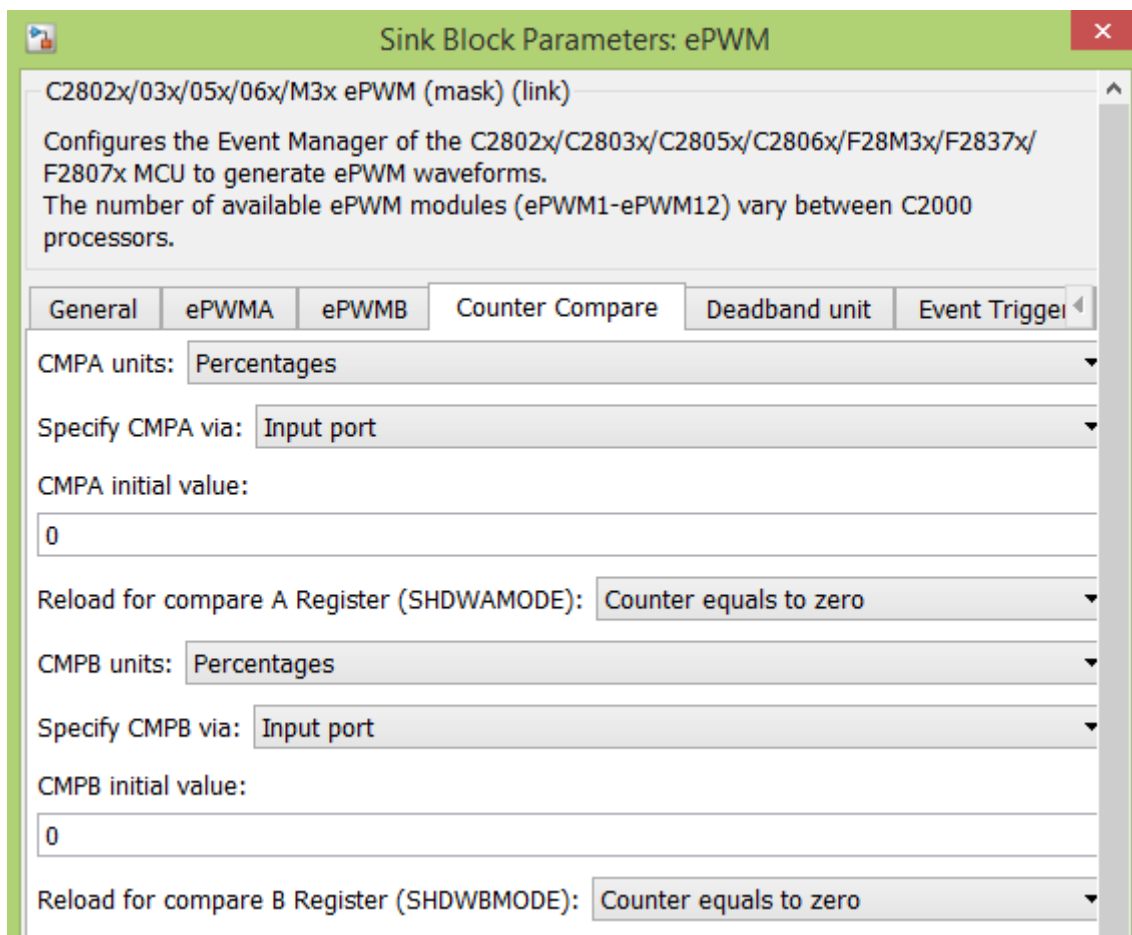 Sink Block Parameters: ePWM
C2802x/03x/05x/06x/M3x ePWM (mask) (link)
Configures the Event Manager of the C2802x/C2803x/C2805x/C2806x/F28M3x/F2837x/
F2807x MCU to generate ePWM waveforms.
The number of available ePWM modules (ePWM1-ePWM12) vary between C2000
processors.
General ePWMA ePWMB Counter Compare Deadband unit Event Trigger
CMPA units: Percentages
Specify CMPA via: Input port
CMPA initial value:
0
Reload for compare A Register (SHDWAMODE): Counter equals to zero
CMPB units: Percentages
Specify CMPB via: Input port
CMPB initial value:
0
Reload for compare B Register (SHDWBMODE): Counter equals to zero